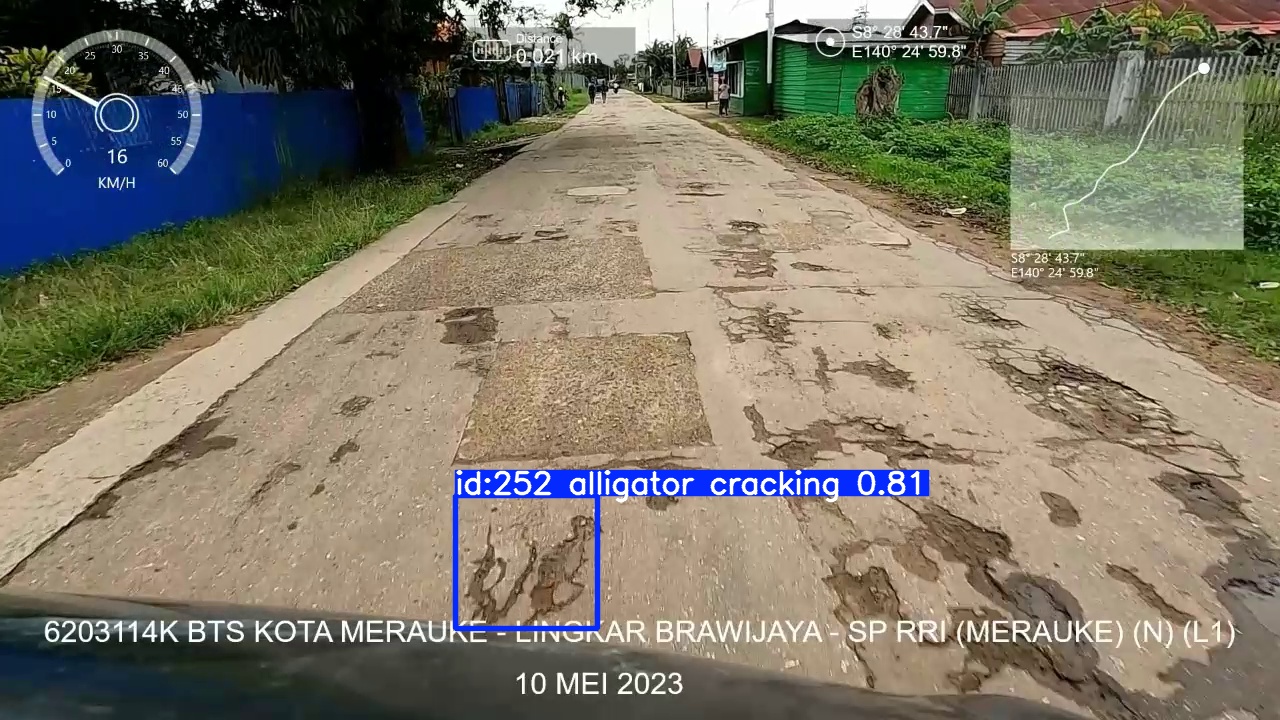 Distance
0.021 km
S8° 28' 43.7"
E140° 24' 59.8"
0
5
10
15
20
25
30
35
40
45
50
55
60
16
KM/H
S8° 28' 43.7"
E140° 24' 59.8"
id:252 alligator cracking 0.81
6203114K BTS KOTA MERAUKE - LINGKAR BRAWIJAYA - SP RRI (MERAUKE) (N) (L1)
10 MEI 2023